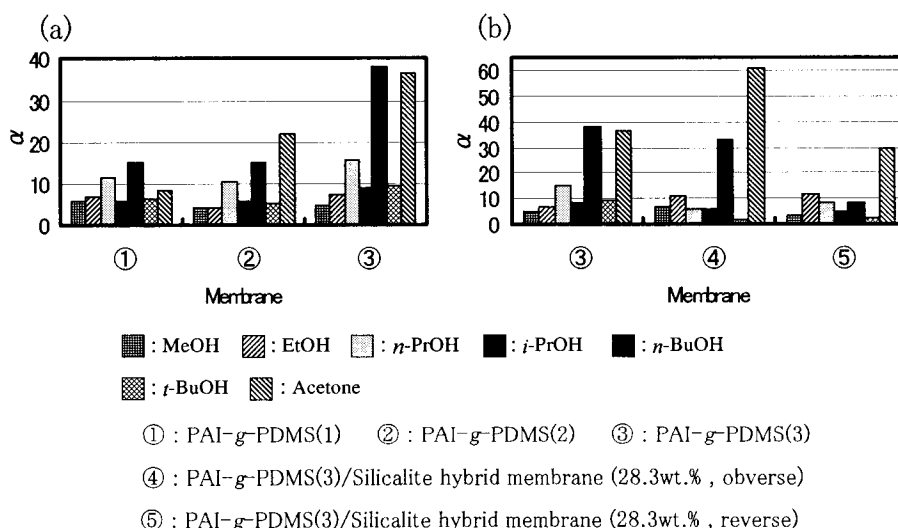 (a)
(b)
α
40
30
20
10
0
① ② ③
Membrane
α
60
50
40
30
20
10
0
③ ④ ⑤
Membrane
: MeOH : EtOH : n-PrOH : i-PrOH : n-BuOH
: t-BuOH : Acetone
① : PAI-g-PDMS(1) ② : PAI-g-PDMS(2) ③ : PAI-g-PDMS(3)
④ : PAI-g-PDMS(3)/Silicalite hybrid membrane (28.3wt.% , obverse)
⑤ : PAI-g-PDMS(3)/Silicalite hybrid membrane (28.3wt.% , reverse)